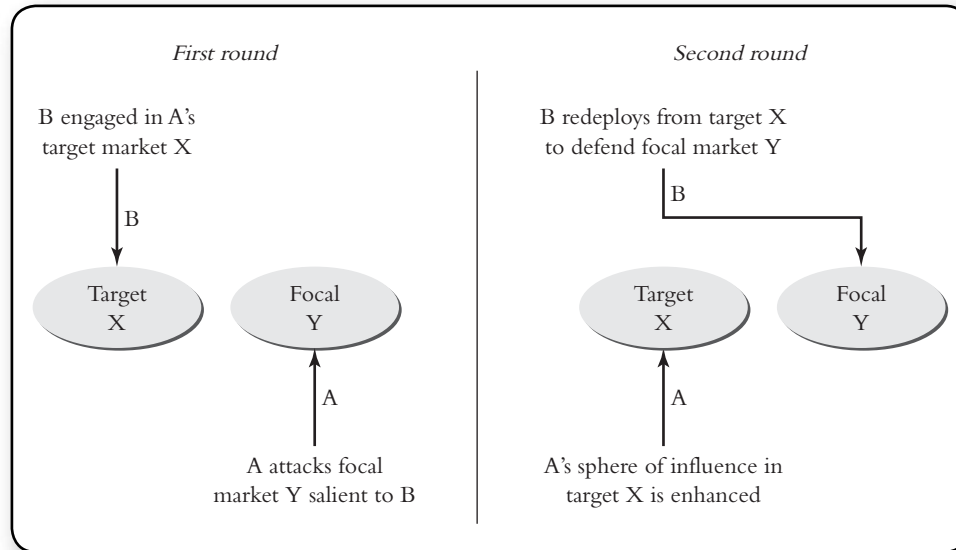 First round
B engaged in A's
target market X
B
Target
X
Focal
Y
A
A attacks focal
market Y salient to B
Second round
B redeploys from target X
to defend focal market Y
B
Target
X
Focal
Y
A
A's sphere of influence in
target X is enhanced